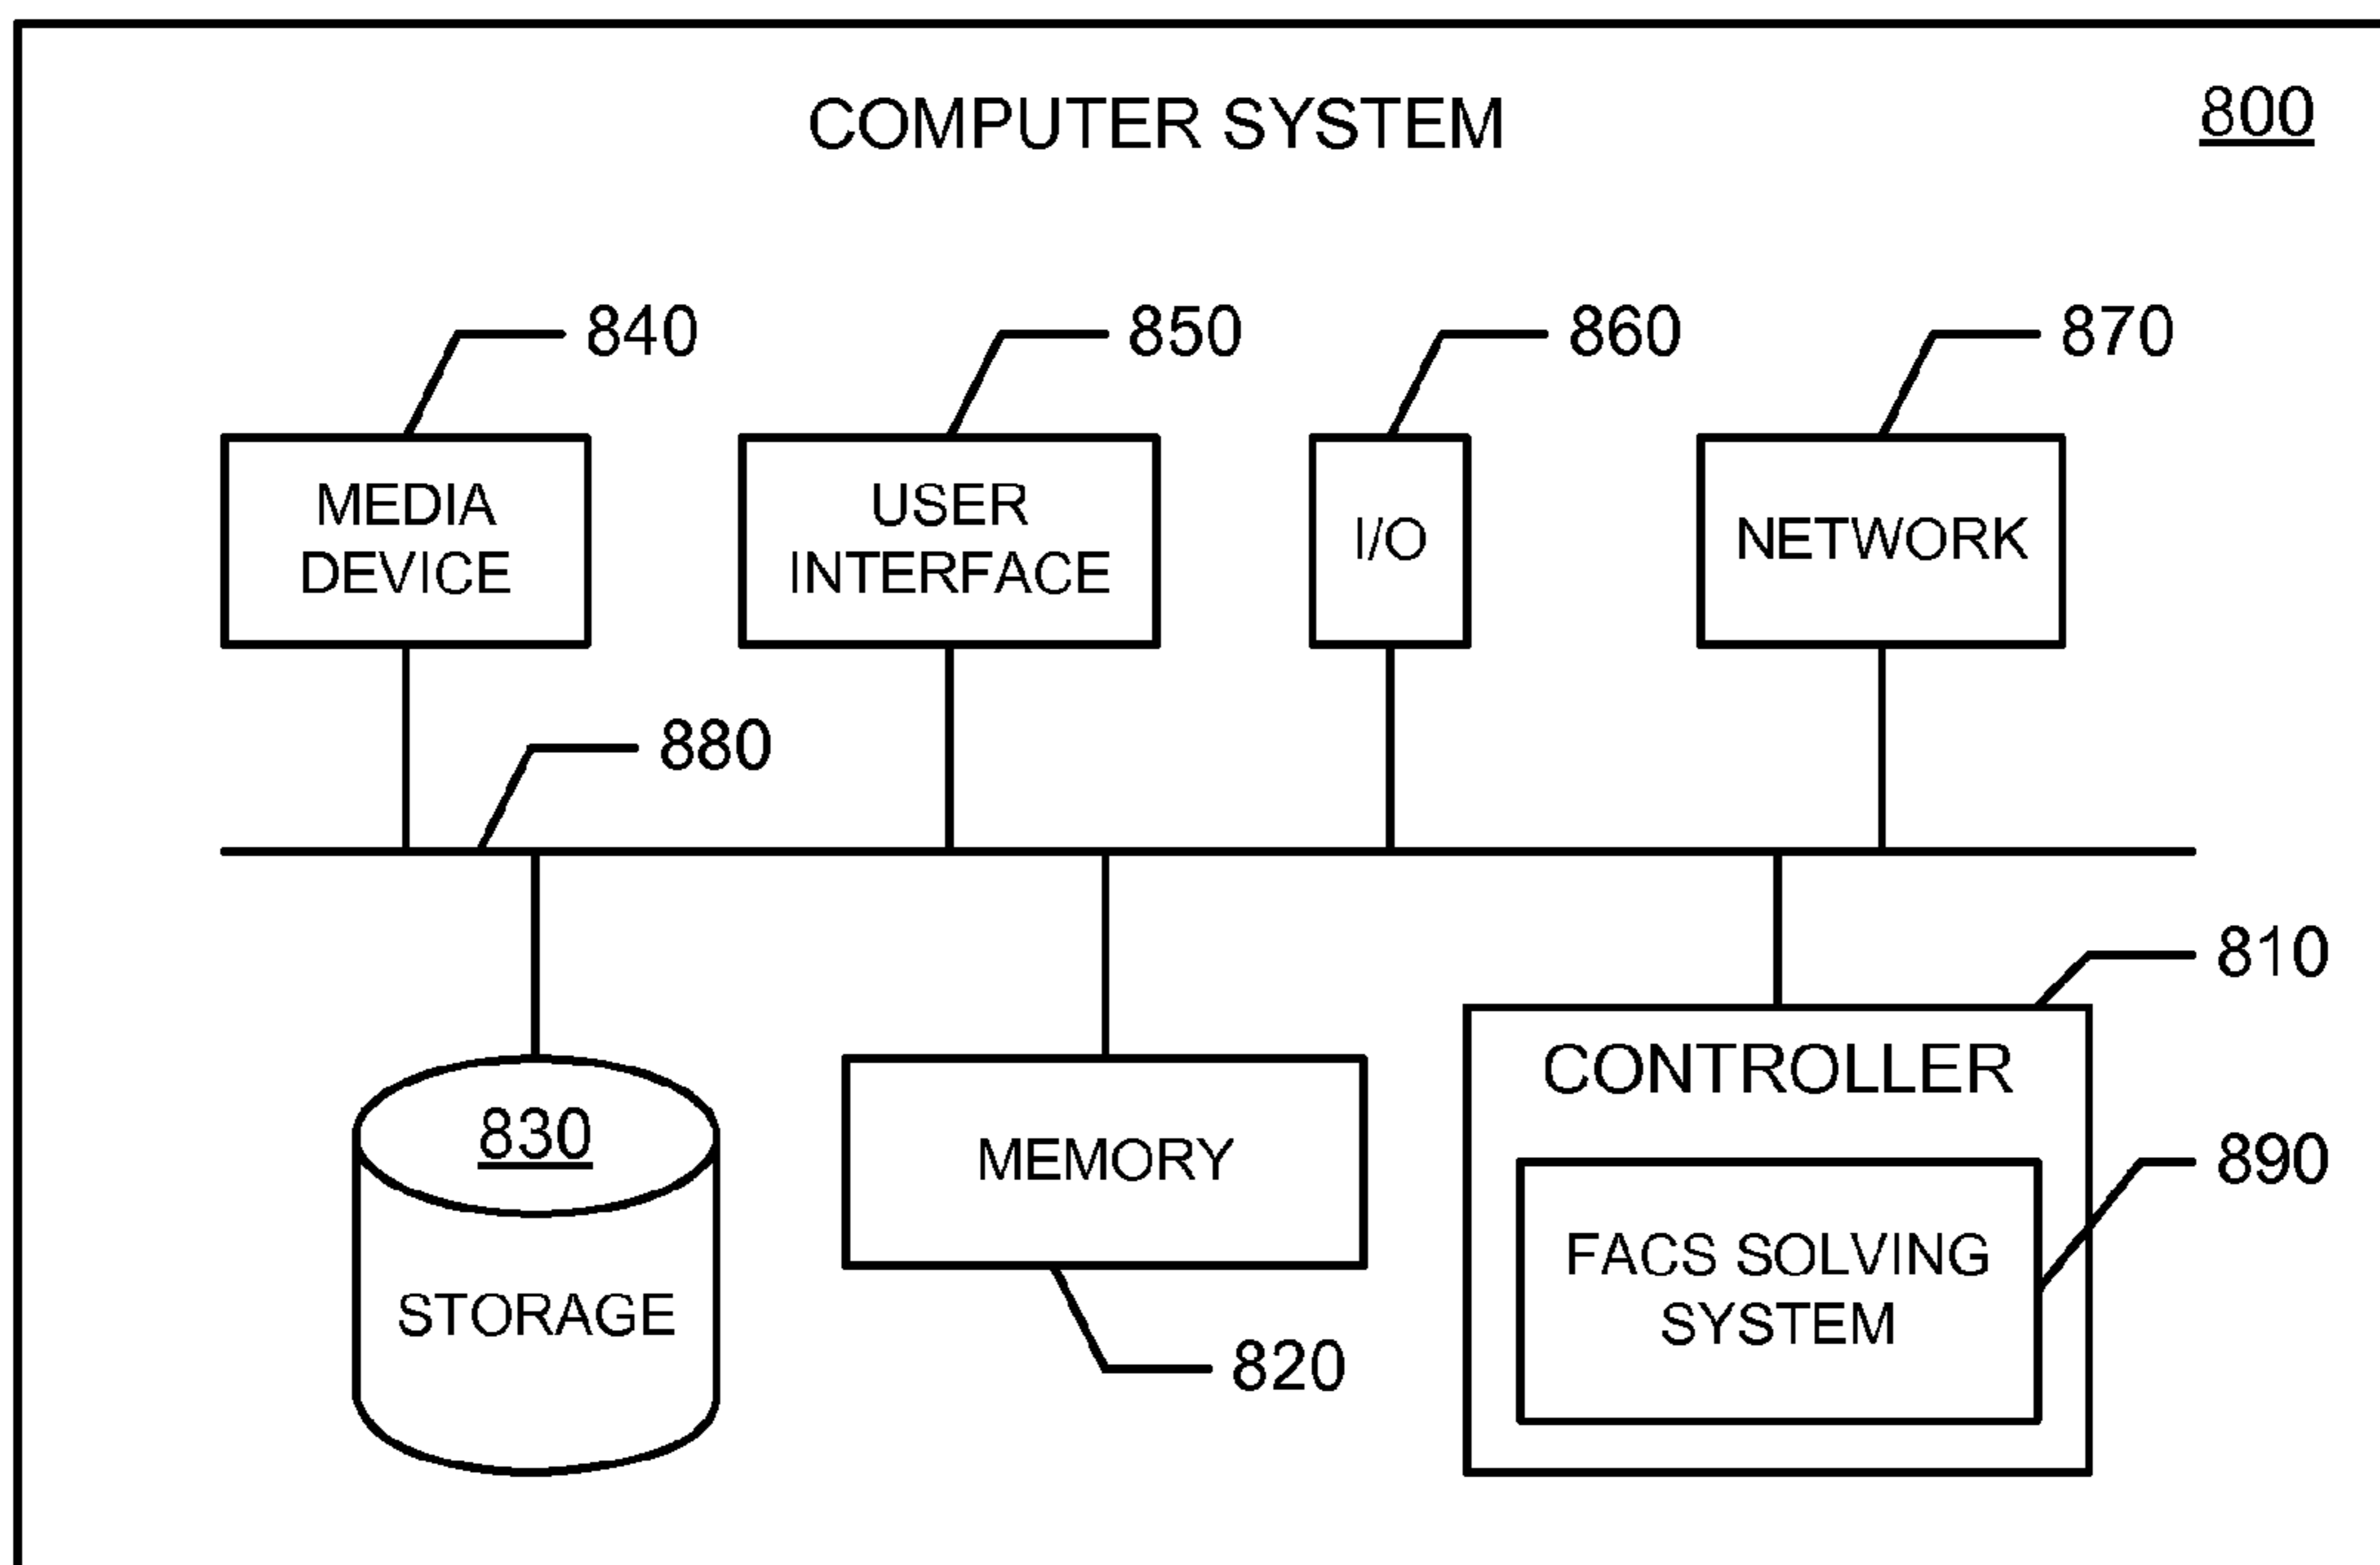 COMPUTER SYSTEM
800
840
850
860
870
MEDIA
DEVICE
USER
INTERFACE
I/O
NETWORK
880
810
CONTROLLER
830
STORAGE
MEMORY
820
890
FACS SOLVING
SYSTEM